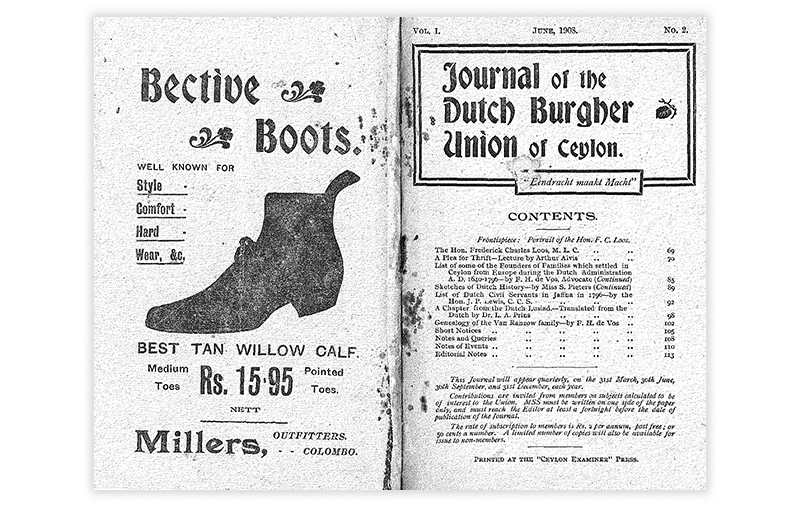 Bective
Boots.
WELL KNOWN FOR
Style -
Comfort -
Hard -
Wear, &c.
BEST TAN WILLOW CALF.
Medium
Toes
Rs. 15·95
Pointed
Toes.
NETT
Millers,
OUTFITTERS.
- - COLOMBO.
VOL. I. JUNE, 1908. No. 2.
Journal of the
Dutch Burgher
Union of Ceylon.
"Eendracht maakt Macht"
CONTENTS.
Frontispiece: Portrait of the Hon. F. C. Loos.
The Hon. Frederick Charles Loos, M. L. C. .. .. 69
A Plea for Thrift—Lecture by Arthur Alvis .. .. 70
List of some of the Founders of Families which settled in
Ceylon from Europe during the Dutch Administration
A. D. 1640-1796—by F. H. de Vos, Advocate (Continued) 85
Sketches of Dutch History—by Miss S. Pieters (Continued) 89
List of Dutch Civil Servants in Jaffna in 1796—by the
Hon. J. P. Lewis, C. C. S. .. .. .. 92
A Chapter from the Dutch Lusiad.—Translated from the
Dutch by Dr. L. A. Prins .. .. .. 98
Genealogy of the Van Ranzow family—by F. H. de Vos .. 102
Short Notices .. .. .. .. .. 105
Notes and Queries .. .. .. .. 108
Notes of Events .. .. .. .. .. 110
Editorial Notes .. .. .. .. .. 113
This Journal will appear quarterly, on the 31st March, 30th June,
30th September, and 31st December, each year.
Contributions are invited from members on subjects calculated to be
of interest to the Union. MSS must be written on one side of the paper
only, and must reach the Editor at least a fortnight before the date of
publication of the Journal.
The rate of subscription to members is Rs. 2 per annum, post free; or
50 cents a number. A limited number of copies will also be available for
issue to non-members.
PRINTED AT THE "CEYLON EXAMINER" PRESS.